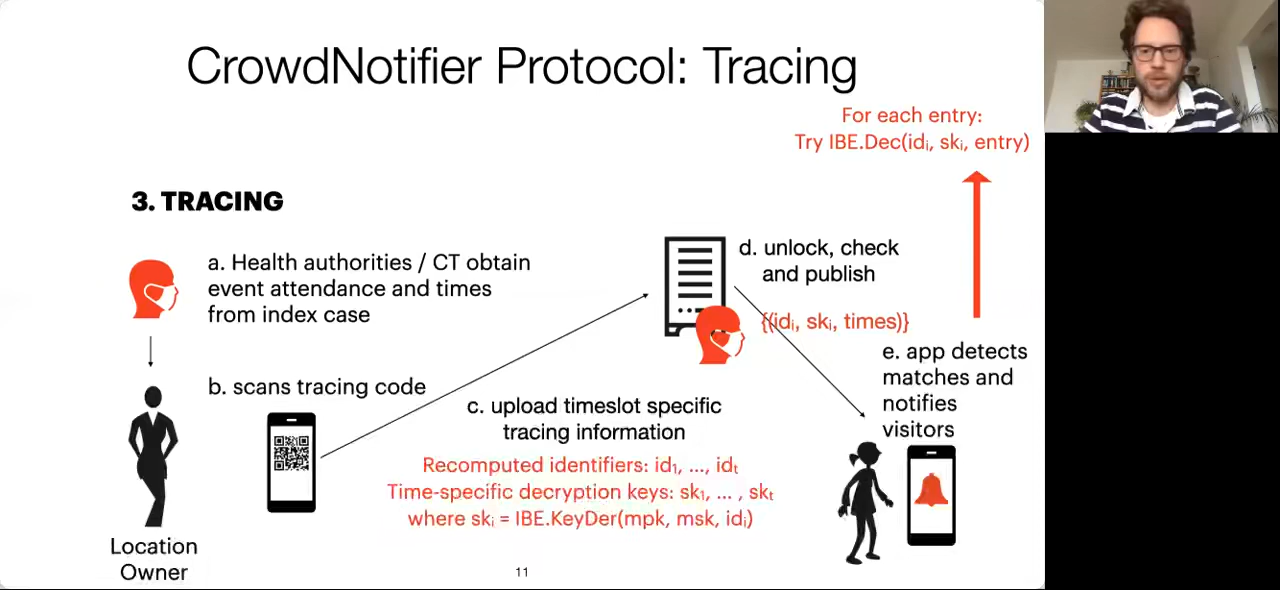 CrowdNotifier Protocol: Tracing
For each entry:
Try IBE.Dec(idᵢ, skᵢ, entry)
3. TRACING
a. Health authorities / CT obtain
event attendance and times
from index case
d. unlock, check
and publish
{(idᵢ, skᵢ, times)}
e. app detects
matches and
notifies
visitors
b. scans tracing code
c. upload timeslot specific
tracing information
Recomputed identifiers: id₁, ..., idₜ
Time-specific decryption keys: sk₁, ... , skₜ
where skᵢ = IBE.KeyDer(mpk, msk, idᵢ)
Location
Owner
11